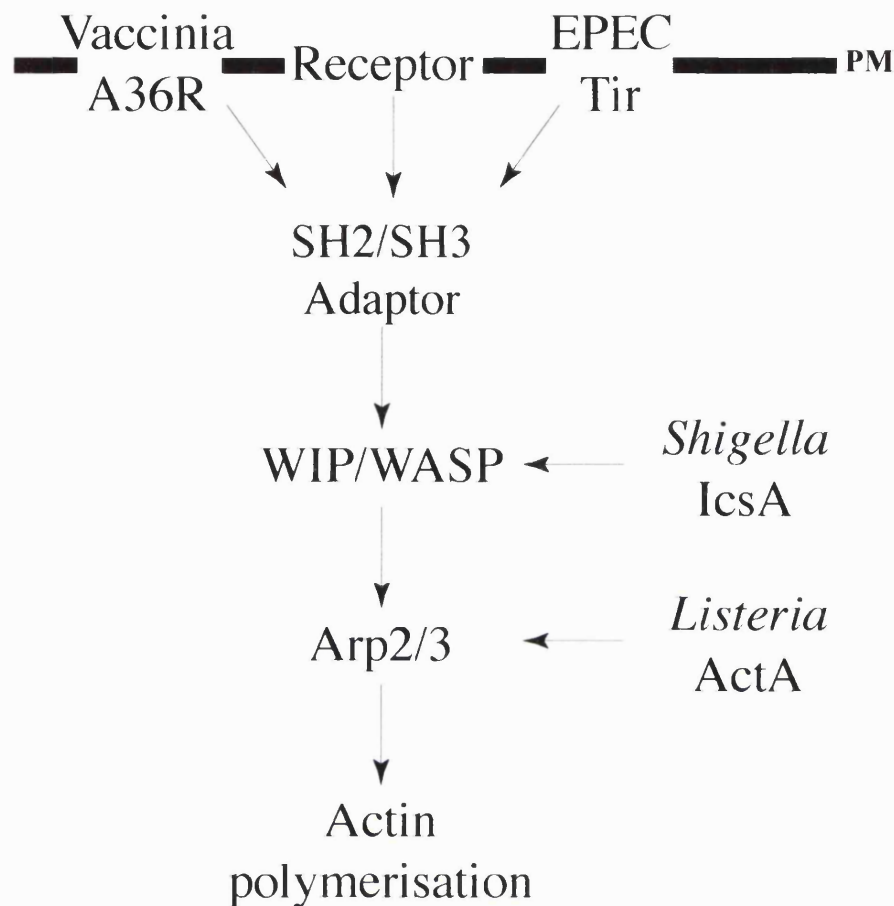 Vaccinia
A36R
Receptor
EPEC
Tir
PM
SH2/SH3
Adaptor
WIP/WASP
Shigella
IcsA
Arp2/3
Listeria
ActA
Actin
polymerisation